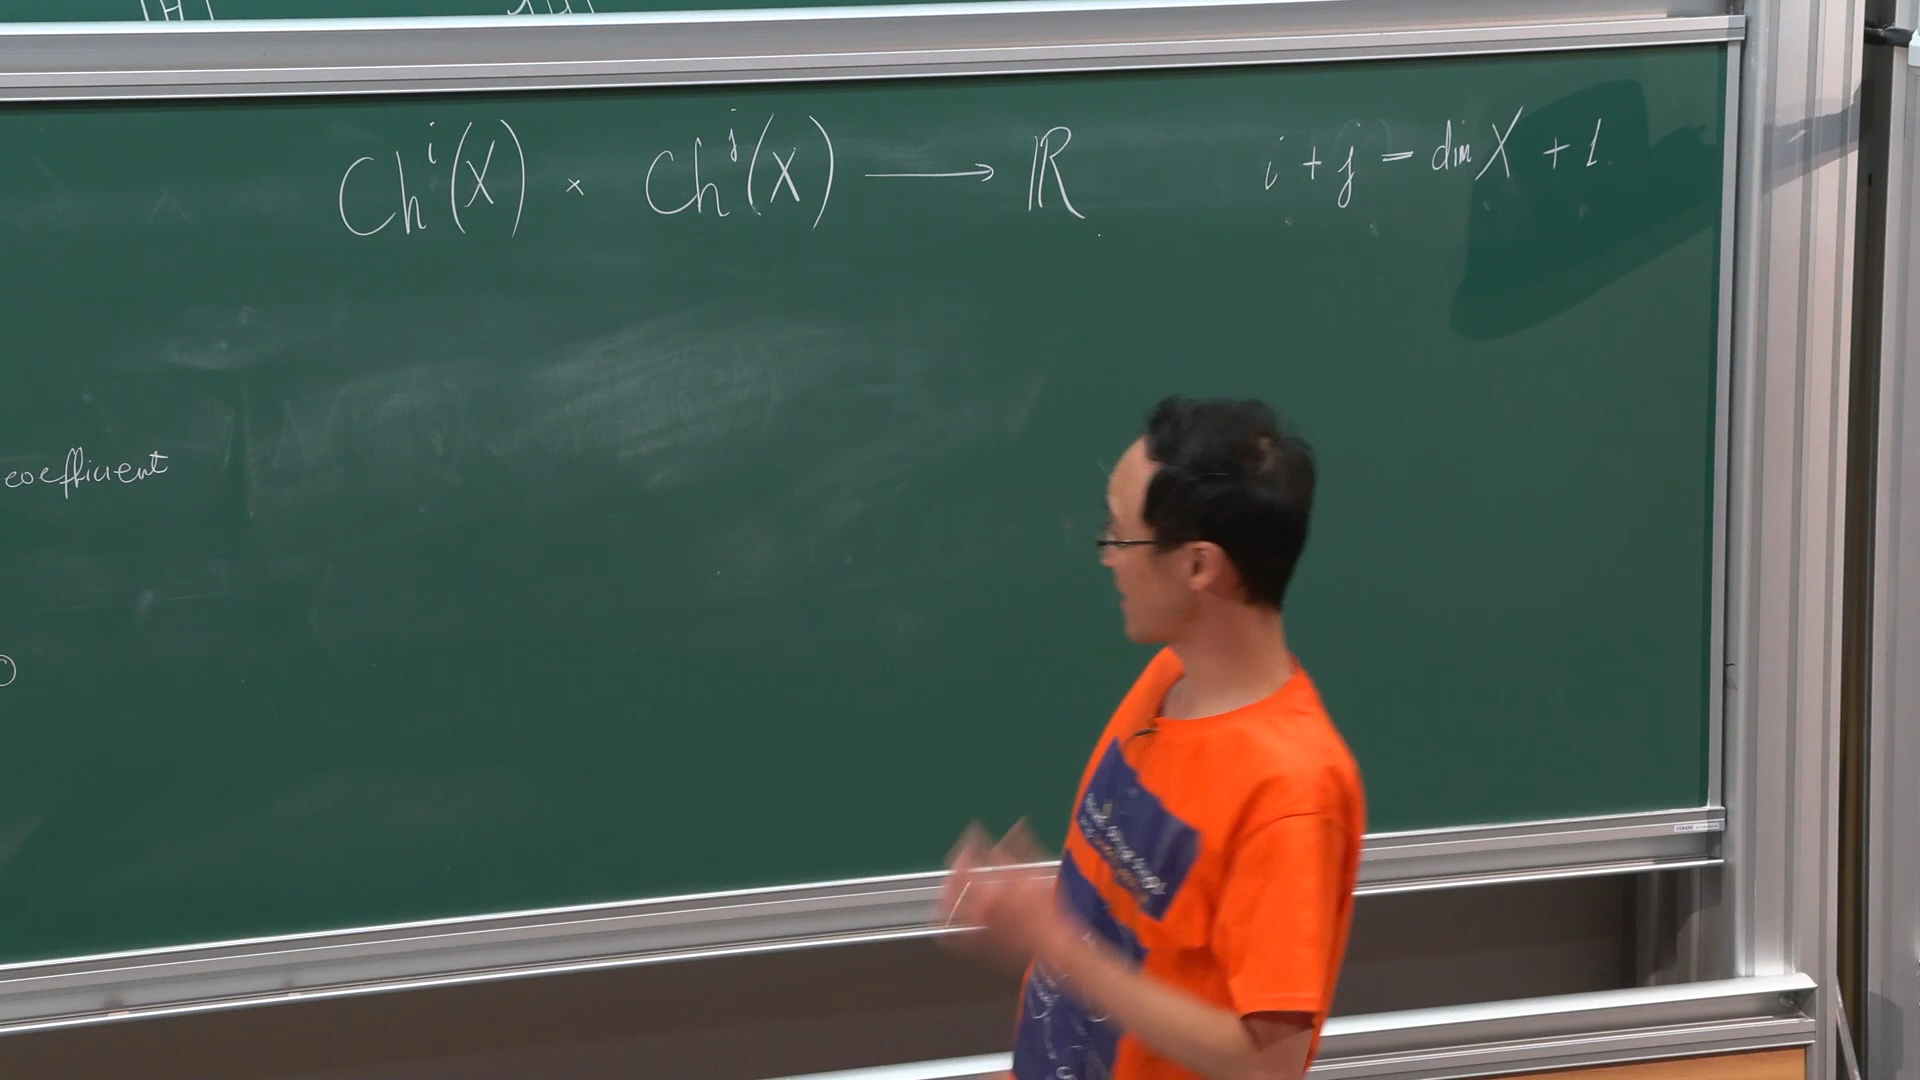 Ch^i(X) × Ch^j(X) ⟶ ℝ i + j = dim X + 1
coefficient